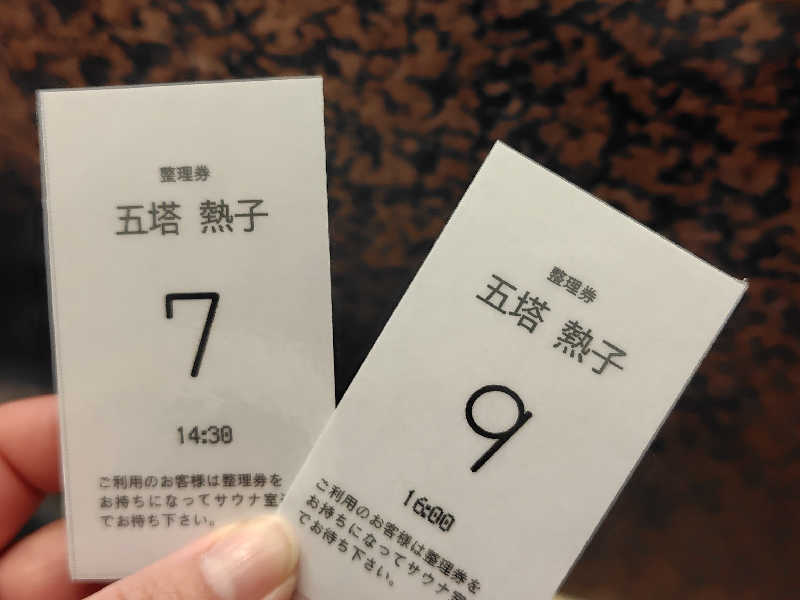 整理券
五塔 熱子
7
14:30
ご利用のお客様は整理券を
お持ちになってサウナ室
でお待ち下さい。
整理券
五塔 熱子
9
16:00
ご利用のお客様は整理券を
お持ちになってサウナ室
でお待ち下さい。